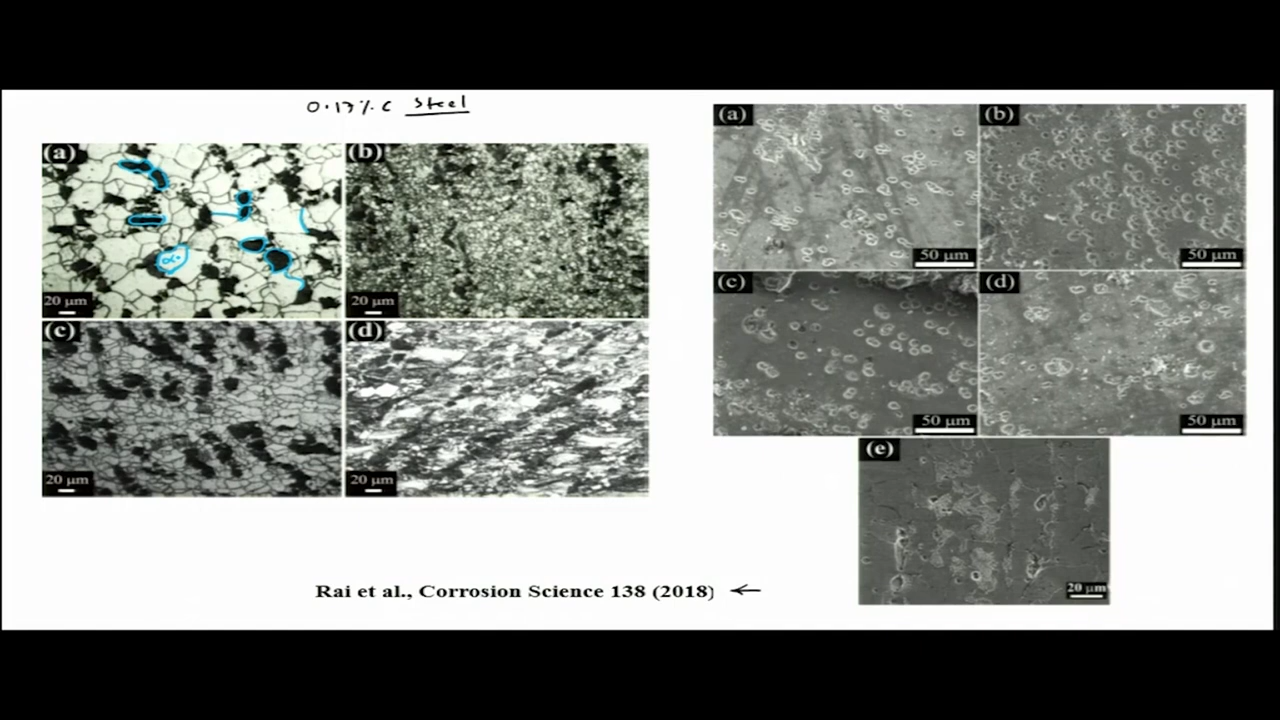 0.17%C Steel
(a) (b)
20 μm 20 μm
(c) (d)
20 μm 20 μm
α.
(a) (b)
50 μm 50 μm
(c) (d)
50 μm 50 μm
(e)
20 μm
Rai et al., Corrosion Science 138 (2018) ←